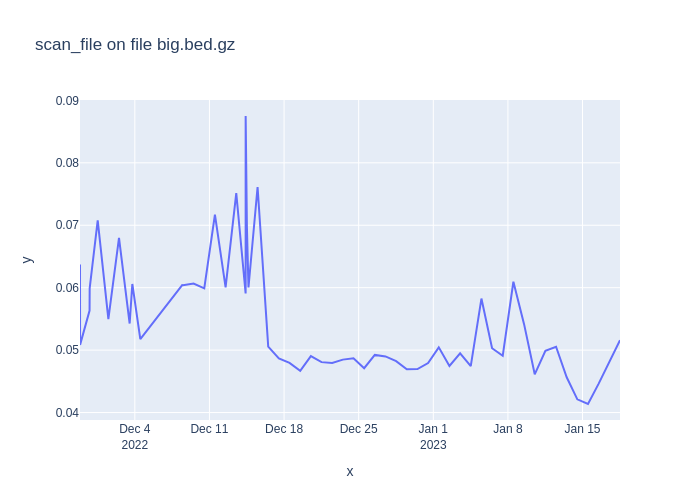 scan_file on file big.bed.gz
0.09
0.08
0.07
0.06
0.05
0.04
y
Dec 4
2022
Dec 11
Dec 18
Dec 25
Jan 1
2023
Jan 8
Jan 15
x